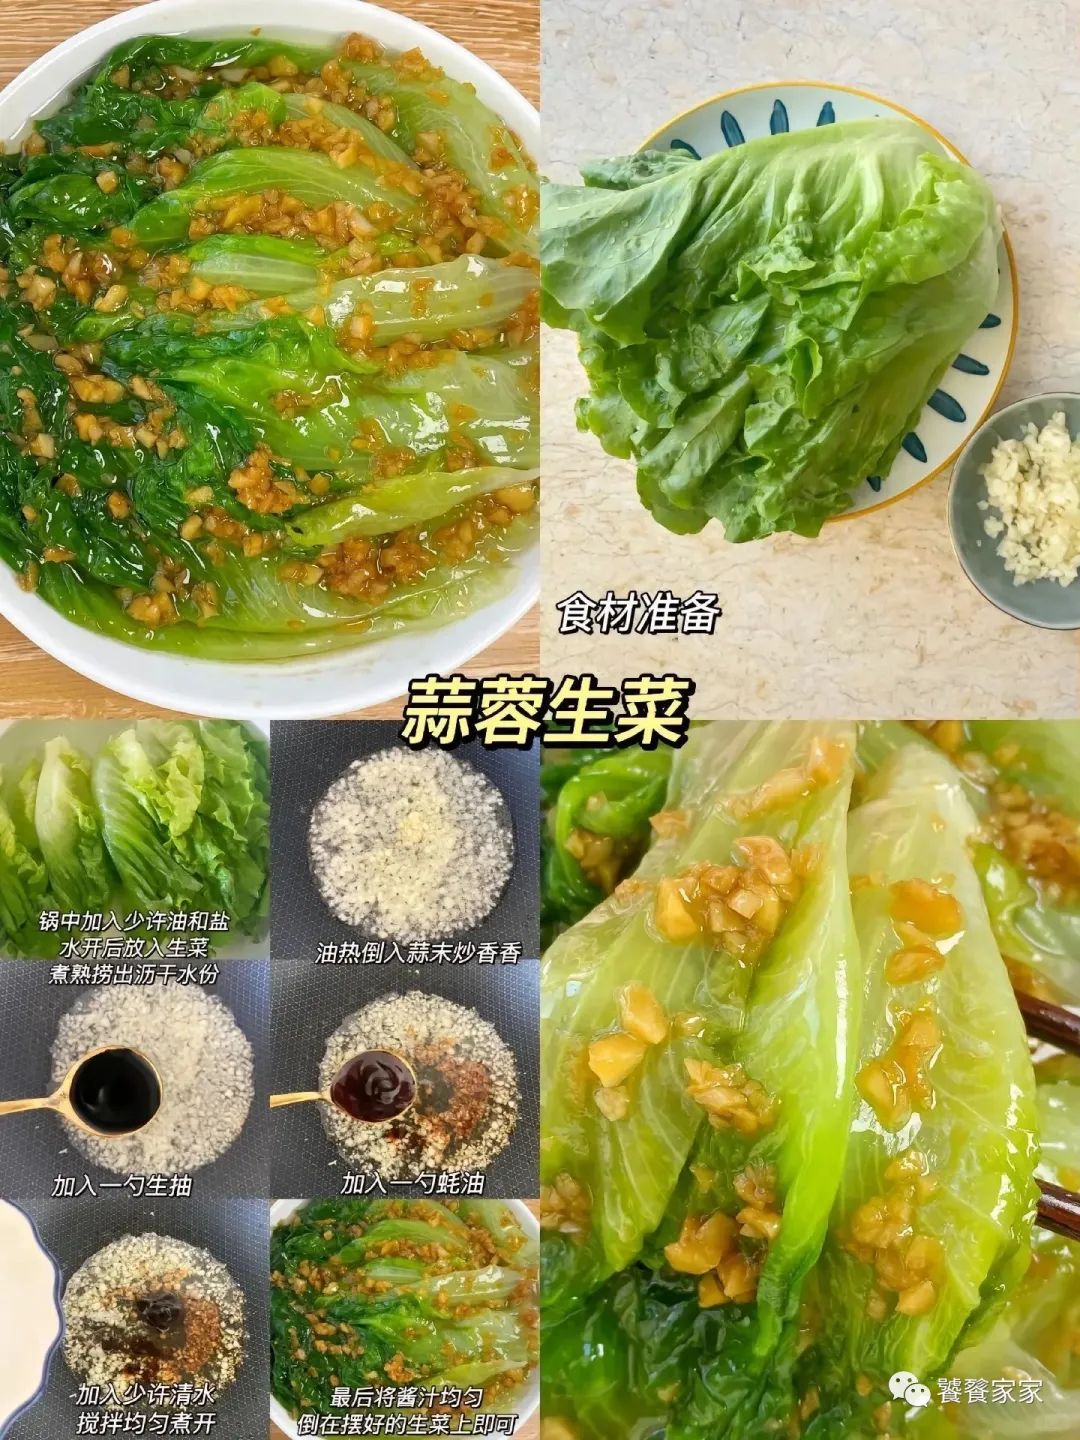 食材准备
蒜蓉生菜
锅中加入少许油和盐
水开后放入生菜
煮熟捞出沥干水份
油热倒入蒜末炒香香
加入一勺生抽
加入一勺蚝油
加入少许清水
搅拌均匀煮开
最后将酱汁均匀
倒在摆好的生菜上即可
饕餮家家